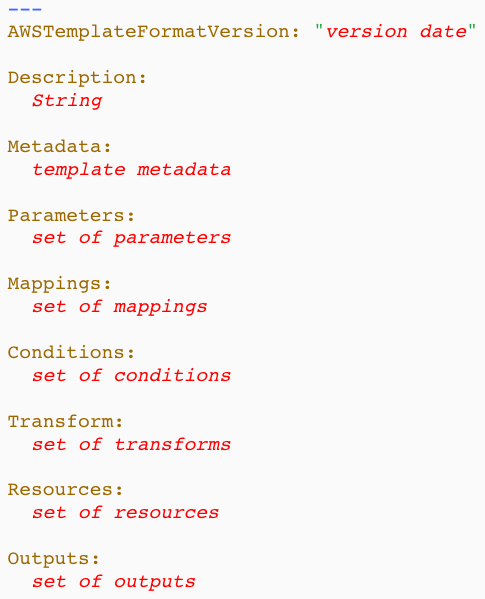 ---
AWSTemplateFormatVersion: "version date"
Description:
String
Metadata:
template metadata
Parameters:
set of parameters
Mappings:
set of mappings
Conditions:
set of conditions
Transform:
set of transforms
Resources:
set of resources
Outputs:
set of outputs